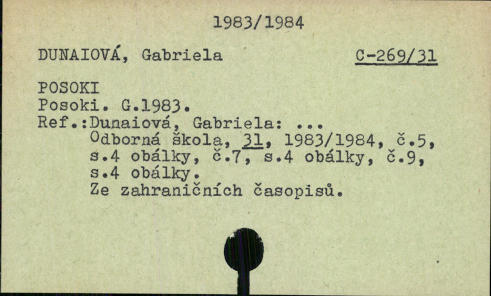 1983/1984
DUNAIOVÁ, Gabriela C-269/31
POSOKI
Posoki. G.1983.
Ref.:Dunaiová, Gabriela: ...
Odborná škola, 31, 1983/1984, č.5,
s.4 obálky, č.7, s.4 obálky, č.9,
s.4 obálky.
Ze zahraničních časopisů.